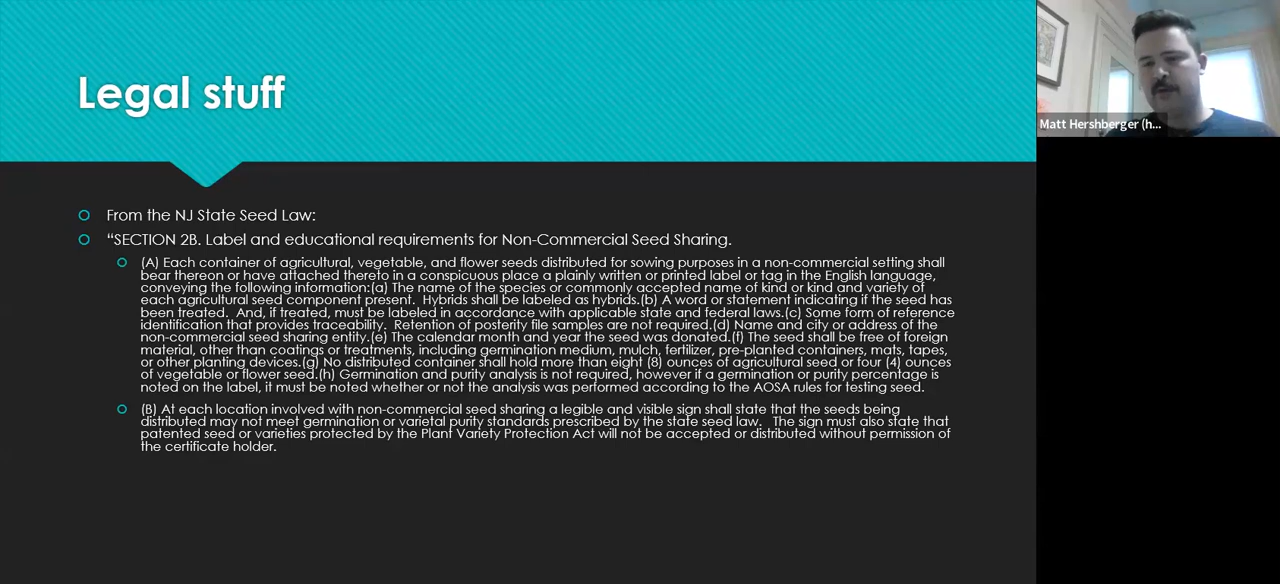 Legal stuff
From the NJ State Seed Law:
“SECTION 2B. Label and educational requirements for Non-Commercial Seed Sharing.
(A) Each container of agricultural, vegetable, and flower seeds distributed for sowing purposes in a non-commercial setting shall
bear thereon or have attached thereto in a conspicuous place a plainly written or printed label or tag in the English language,
conveying the following information:(a) The name of the species or commonly accepted name of kind or kind and variety of
each agricultural seed component present.  Hybrids shall be labeled as hybrids.(b) A word or statement indicating if the seed has
been treated.  And, if treated, must be labeled in accordance with applicable state and federal laws.(c) Some form of reference
identification that provides traceability.  Retention of posterity file samples are not required.(d) Name and city or address of the
non-commercial seed sharing entity.(e) The calendar month and year the seed was donated.(f) The seed shall be free of foreign
material, other than coatings or treatments, including germination medium, mulch, fertilizer, pre-planted containers, mats, tapes,
or other planting devices.(g) No distributed container shall hold more than eight (8) ounces of agricultural seed or four (4) ounces
of vegetable or flower seed.(h) Germination and purity analysis is not required, however if a germination or purity percentage is
noted on the label, it must be noted whether or not the analysis was performed according to the AOSA rules for testing seed.
(B) At each location involved with non-commercial seed sharing a legible and visible sign shall state that the seeds being
distributed may not meet germination or varietal purity standards prescribed by the state seed law.   The sign must also state that
patented seed or varieties protected by the Plant Variety Protection Act will not be accepted or distributed without permission of
the certificate holder.
Matt Hershberger (h...